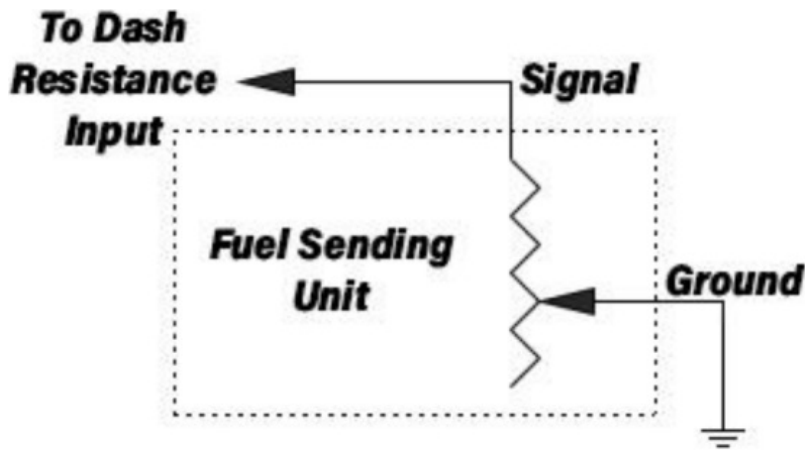 To Dash
Resistance
Input
Signal
Fuel Sending
Unit
Ground